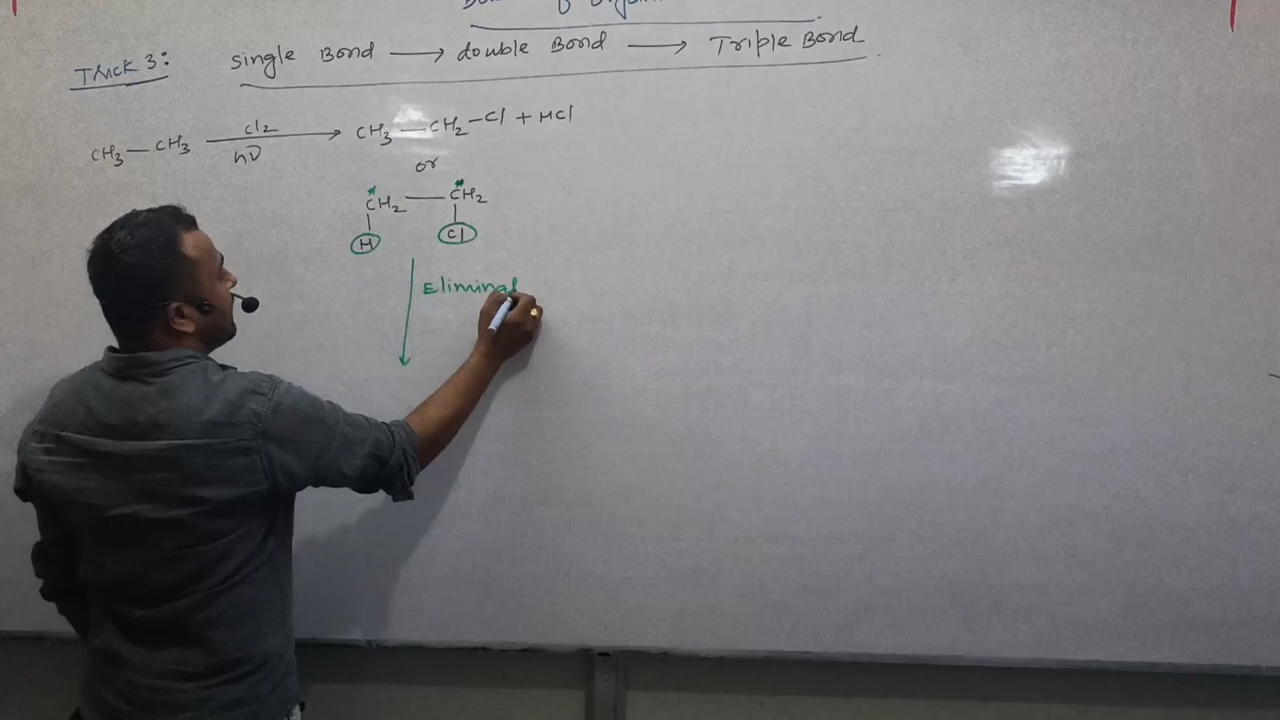 Trick 3: single Bond → double Bond → Triple Bond
CH3—CH3 Cl2 hν → CH3—CH2—Cl + HCl
or
*CH2—*CH2
H Cl
Eliminat